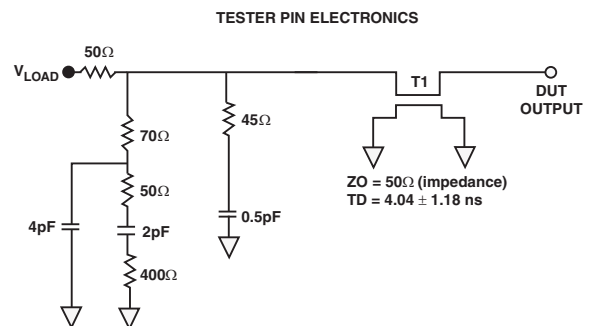 TESTER PIN ELECTRONICS
50Ω
VLOAD
T1
DUT
OUTPUT
70Ω
45Ω
50Ω
ZO = 50Ω (impedance)
TD = 4.04 ± 1.18 ns
4pF
2pF
0.5pF
400Ω